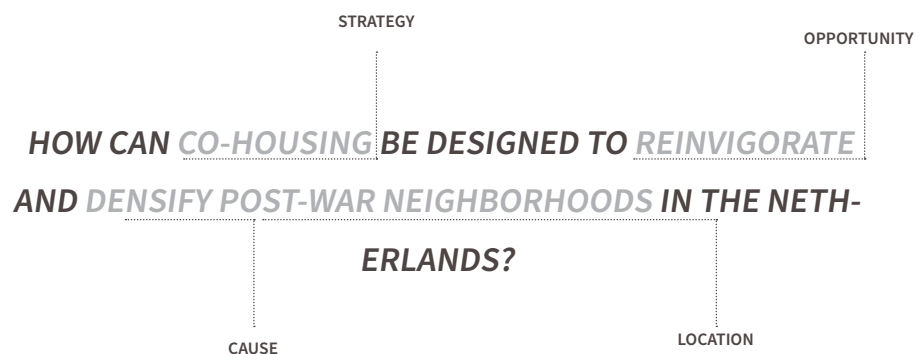 STRATEGY
OPPORTUNITY
HOW CAN CO-HOUSING BE DESIGNED TO REINVIGORATE
AND DENSIFY POST-WAR NEIGHBORHOODS IN THE NETH-
ERLANDS?
LOCATION
CAUSE